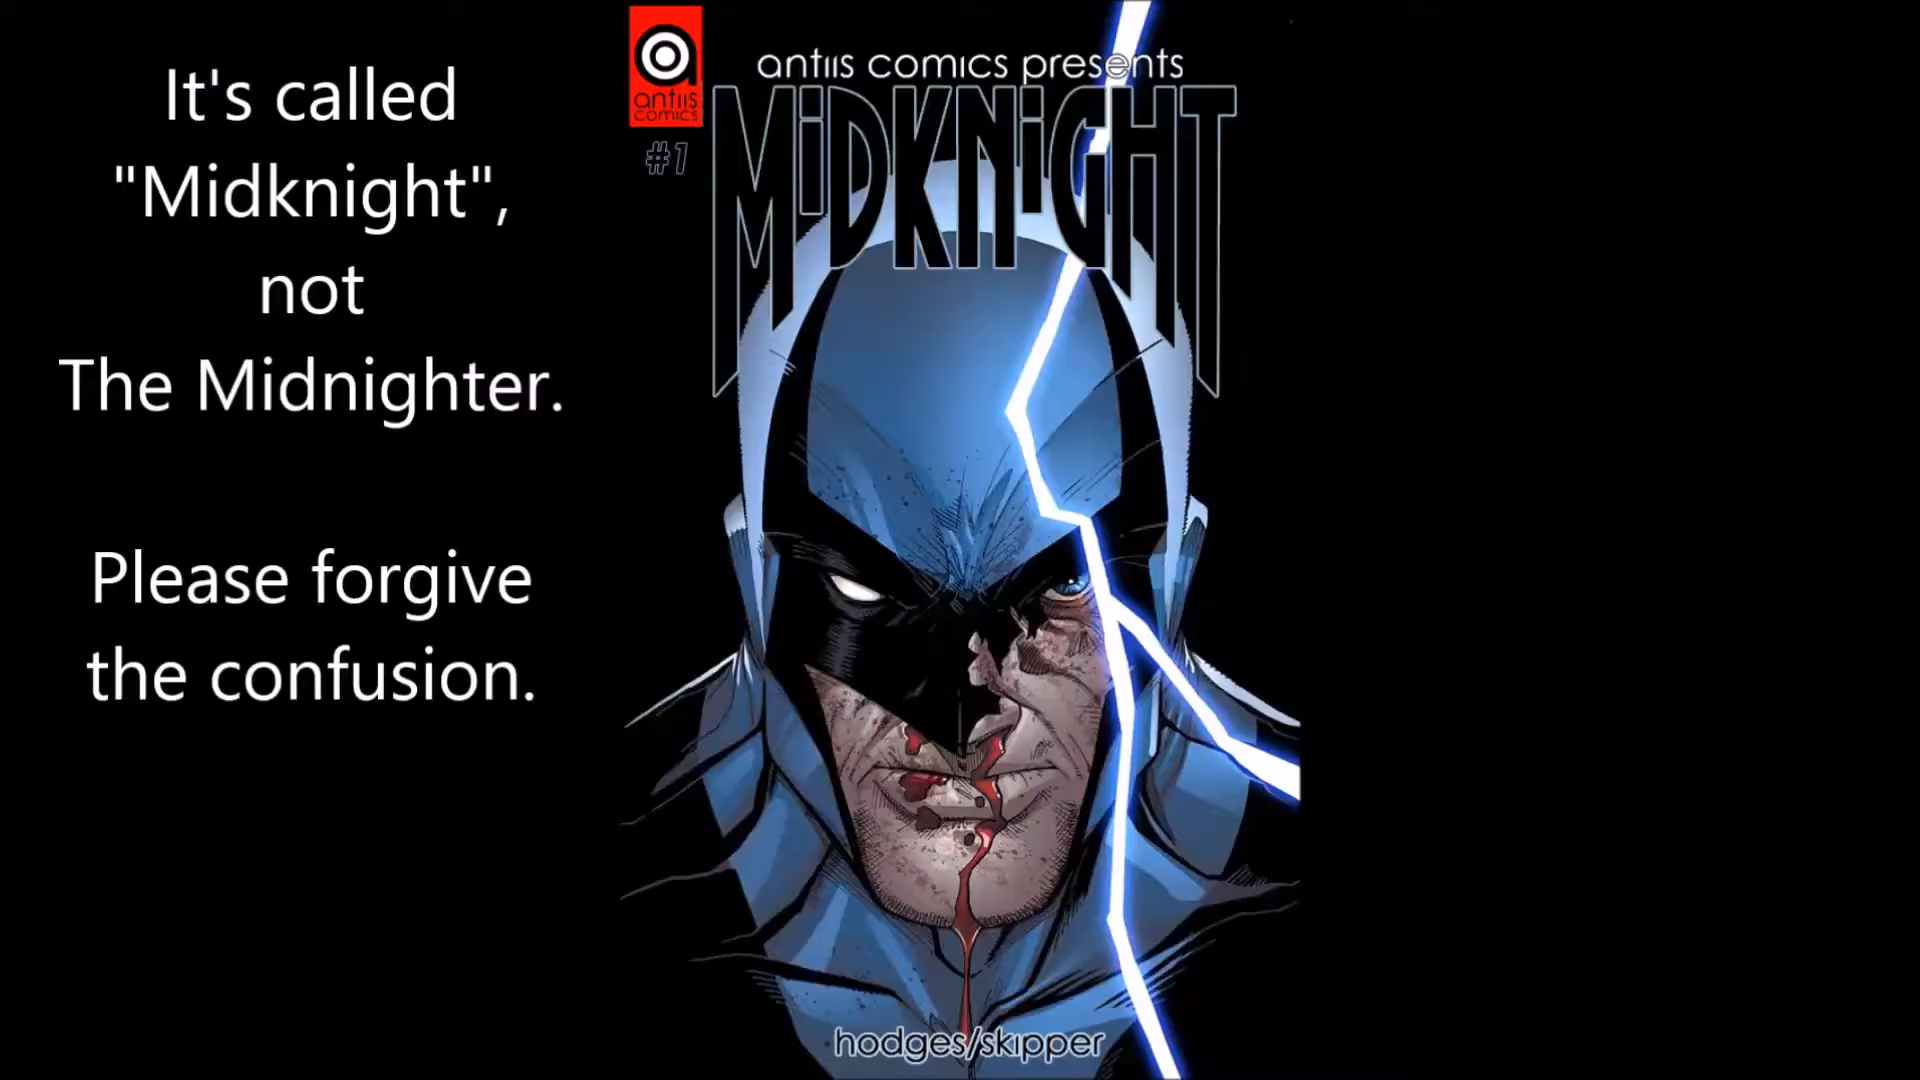 It's called
"Midknight",
not
The Midnighter.
Please forgive
the confusion.
antiis
comics
#1
antiis comics presents
MiDKNiGHT
hodges/skipper